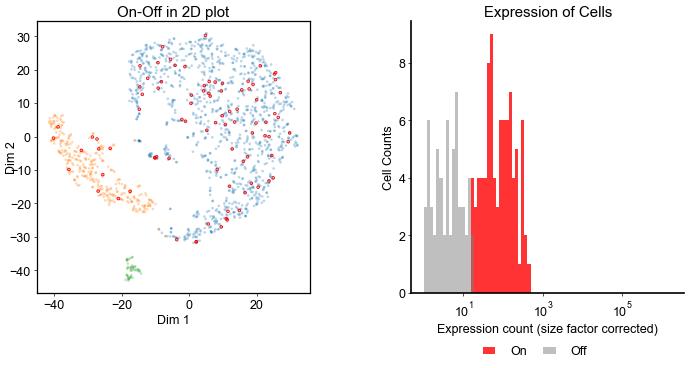 On-Off in 2D plot
Dim 2
30
20
10
0
−10
−20
−30
−40
−40
−20
0
20
Dim 1
Expression of Cells
Cell Counts
8
6
4
2
0
10^1
10^3
10^5
Expression count (size factor corrected)
On
Off